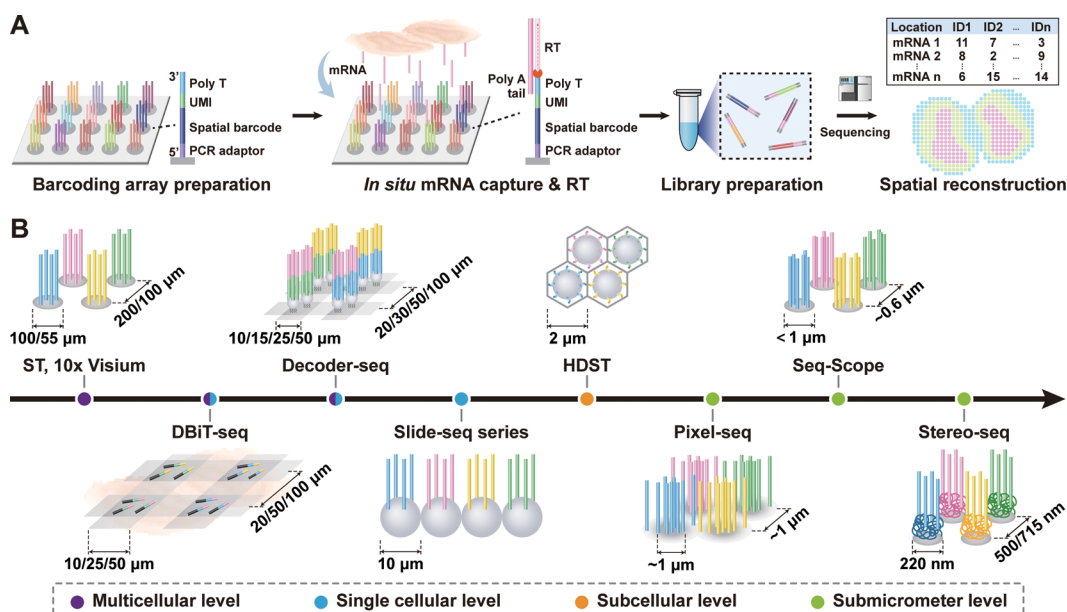 A
3’
Poly T
UMI
Spatial barcode
5’
PCR adaptor
Barcoding array preparation
mRNA
RT
Poly A
tail
Poly T
UMI
Spatial barcode
PCR adaptor
In situ mRNA capture & RT
Library preparation
Sequencing
Location ID1 ID2 ... IDn
mRNA 1 11 7 ... 3
mRNA 2 8 2 ... 9
mRNA n 6 15 ... 14
Spatial reconstruction
B
100/55 μm
200/100 μm
ST, 10x Visium
10/15/25/50 μm
20/30/50/100 μm
Decoder-seq
2 μm
HDST
< 1 μm
~0.6 μm
Seq-Scope
DBiT-seq
10/25/50 μm
20/50/100 μm
Slide-seq series
10 μm
Pixel-seq
~1 μm
~1 μm
Stereo-seq
220 nm
500/715 nm
Multicellular level
Single cellular level
Subcellular level
Submicrometer level